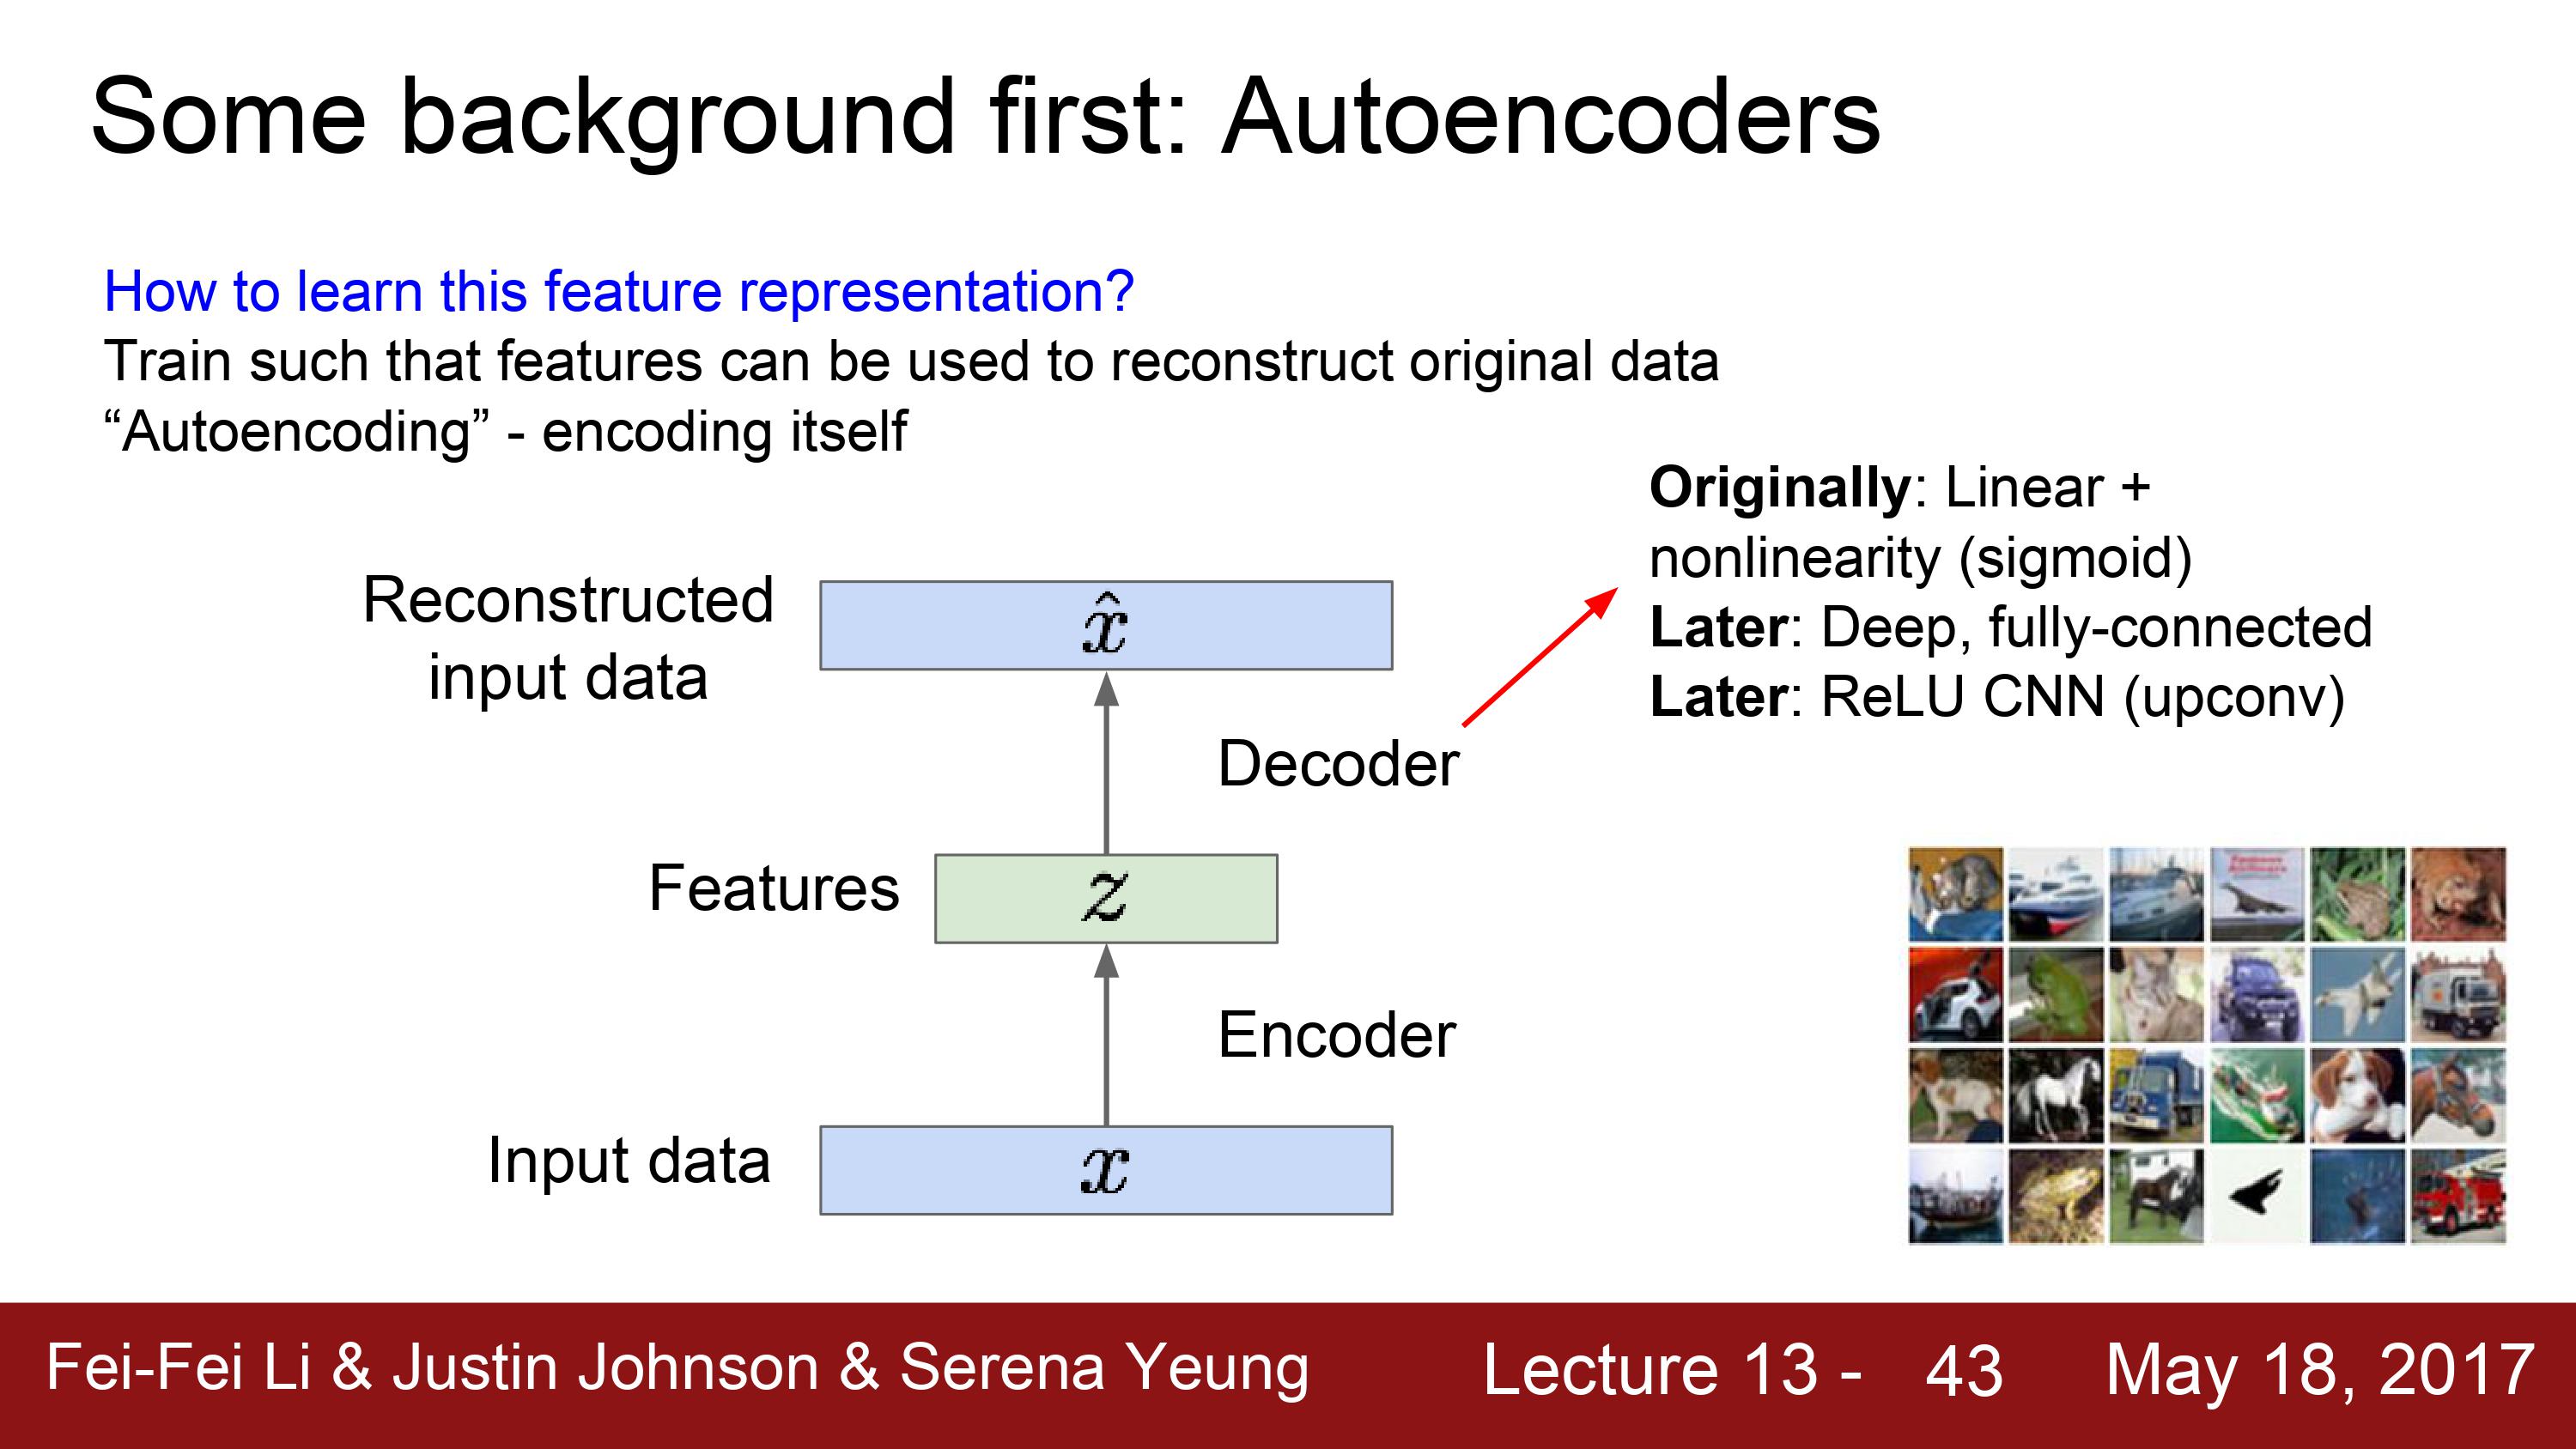 Some background first: Autoencoders
How to learn this feature representation?
Train such that features can be used to reconstruct original data
“Autoencoding” - encoding itself
Originally: Linear +
nonlinearity (sigmoid)
Later: Deep, fully-connected
Later: ReLU CNN (upconv)
Reconstructed
input data
x̂
Decoder
Features
z
Encoder
Input data
x
Fei-Fei Li & Justin Johnson & Serena Yeung
Lecture 13 - 43
May 18, 2017